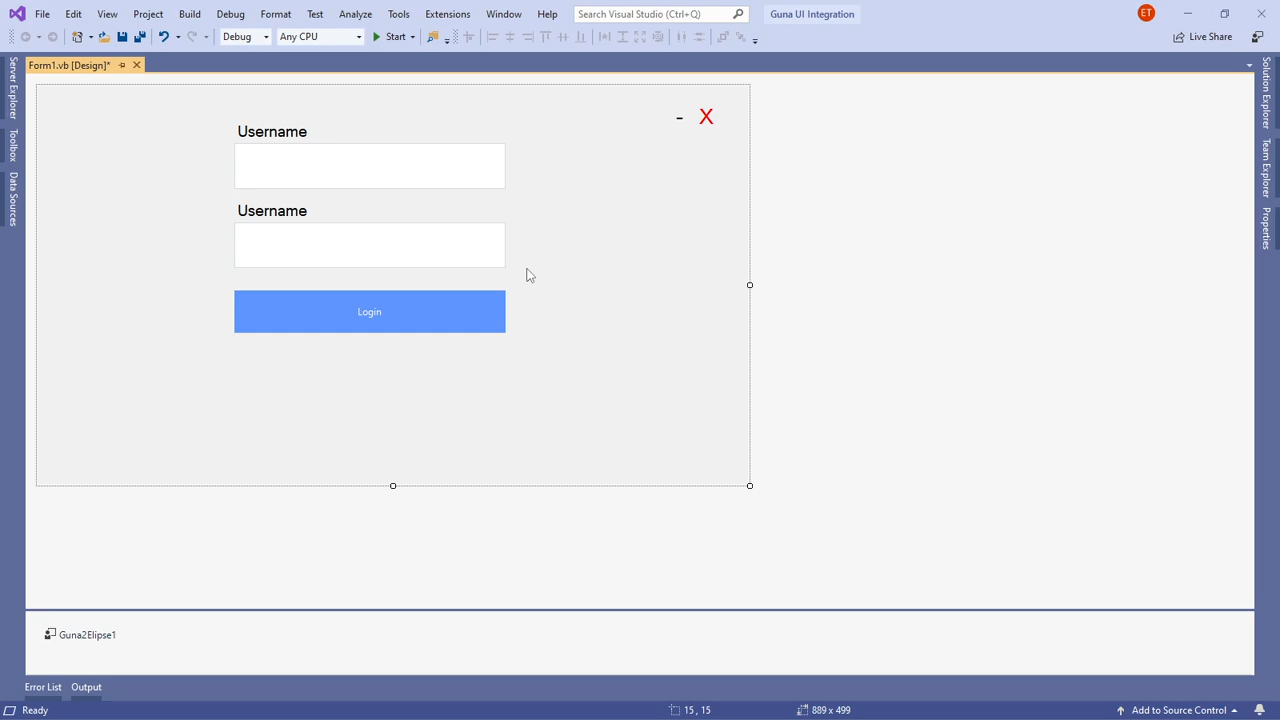 File Edit View Project Build Debug Format Test Analyze Tools Extensions Window Help Search Visual Studio (Ctrl+Q) Guna UI Integration ET
Debug Any CPU Start Live Share
Form1.vb [Design]*
Server Explorer
Toolbox
Data Sources
- X
Username
Username
Login
Solution Explorer
Team Explorer
Properties
Guna2Elipse1
Error List Output
Ready 15 , 15 889 x 499 Add to Source Control